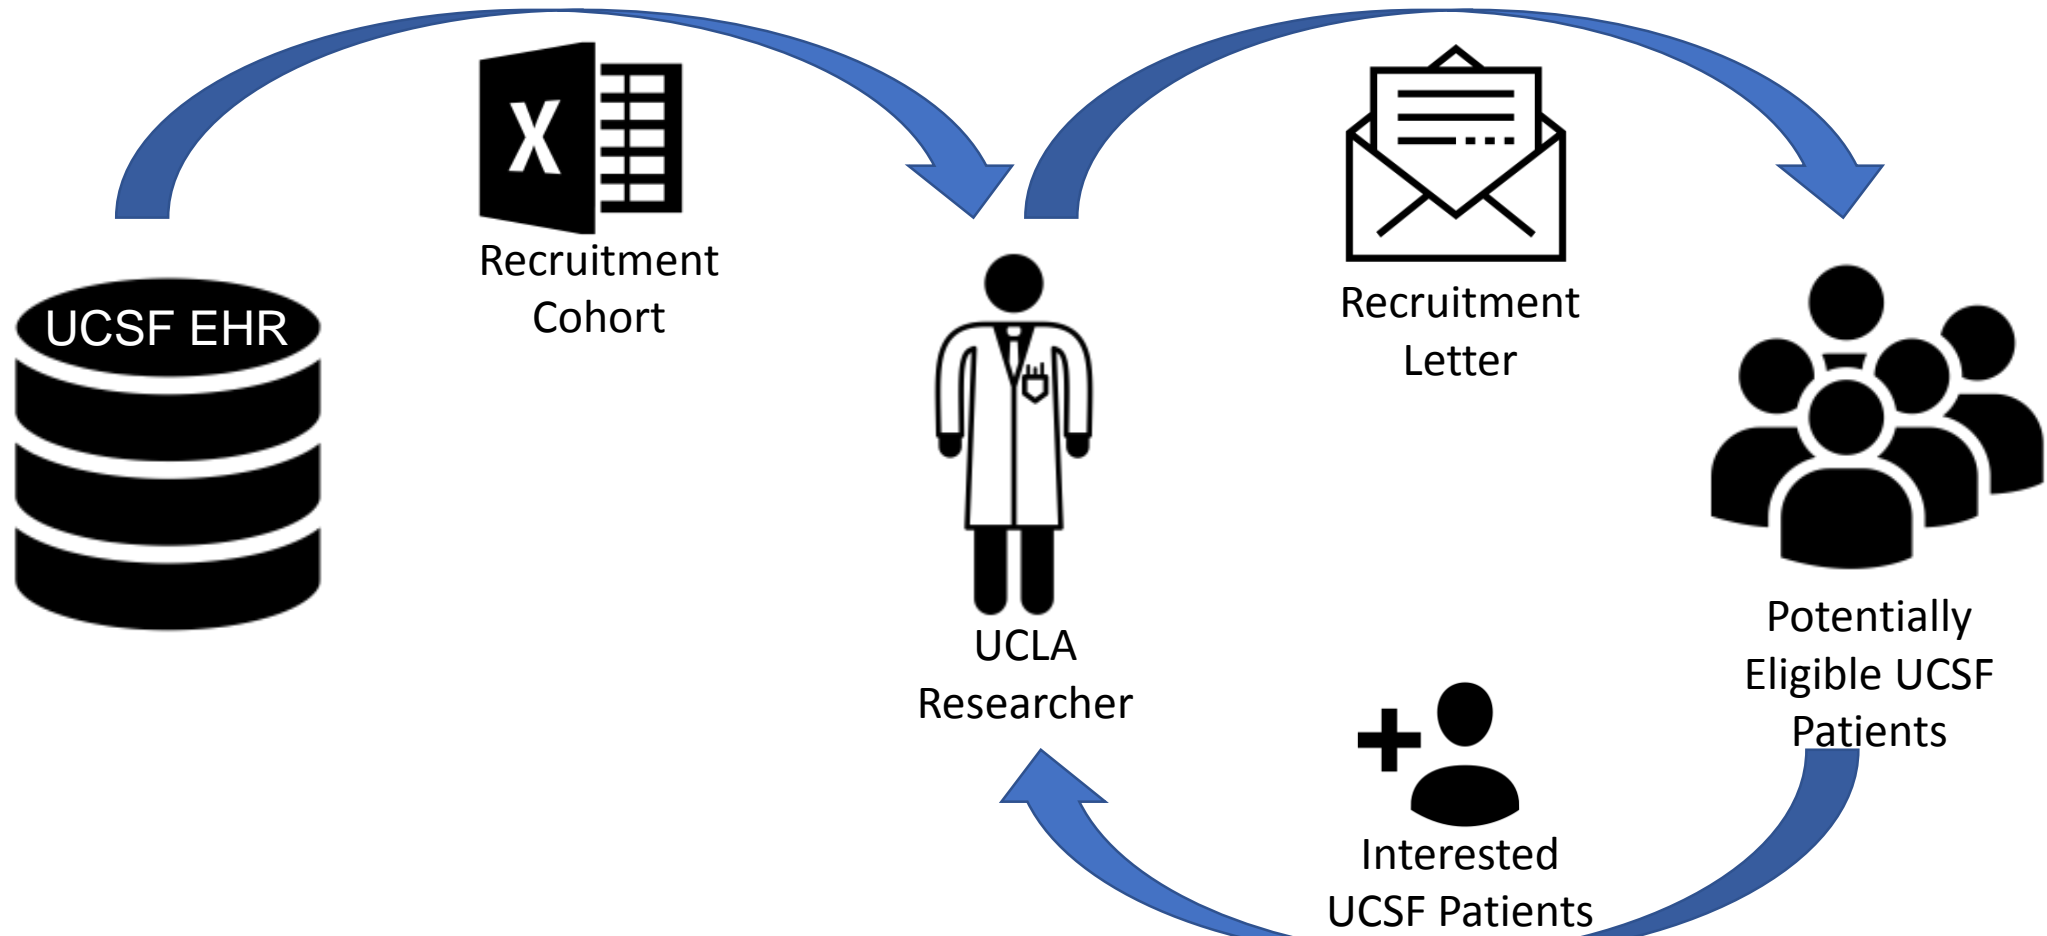 UCSF EHR
X
Recruitment
Cohort
UCLA
Researcher
Recruitment
Letter
Potentially
Eligible UCSF
Patients
Interested
UCSF Patients